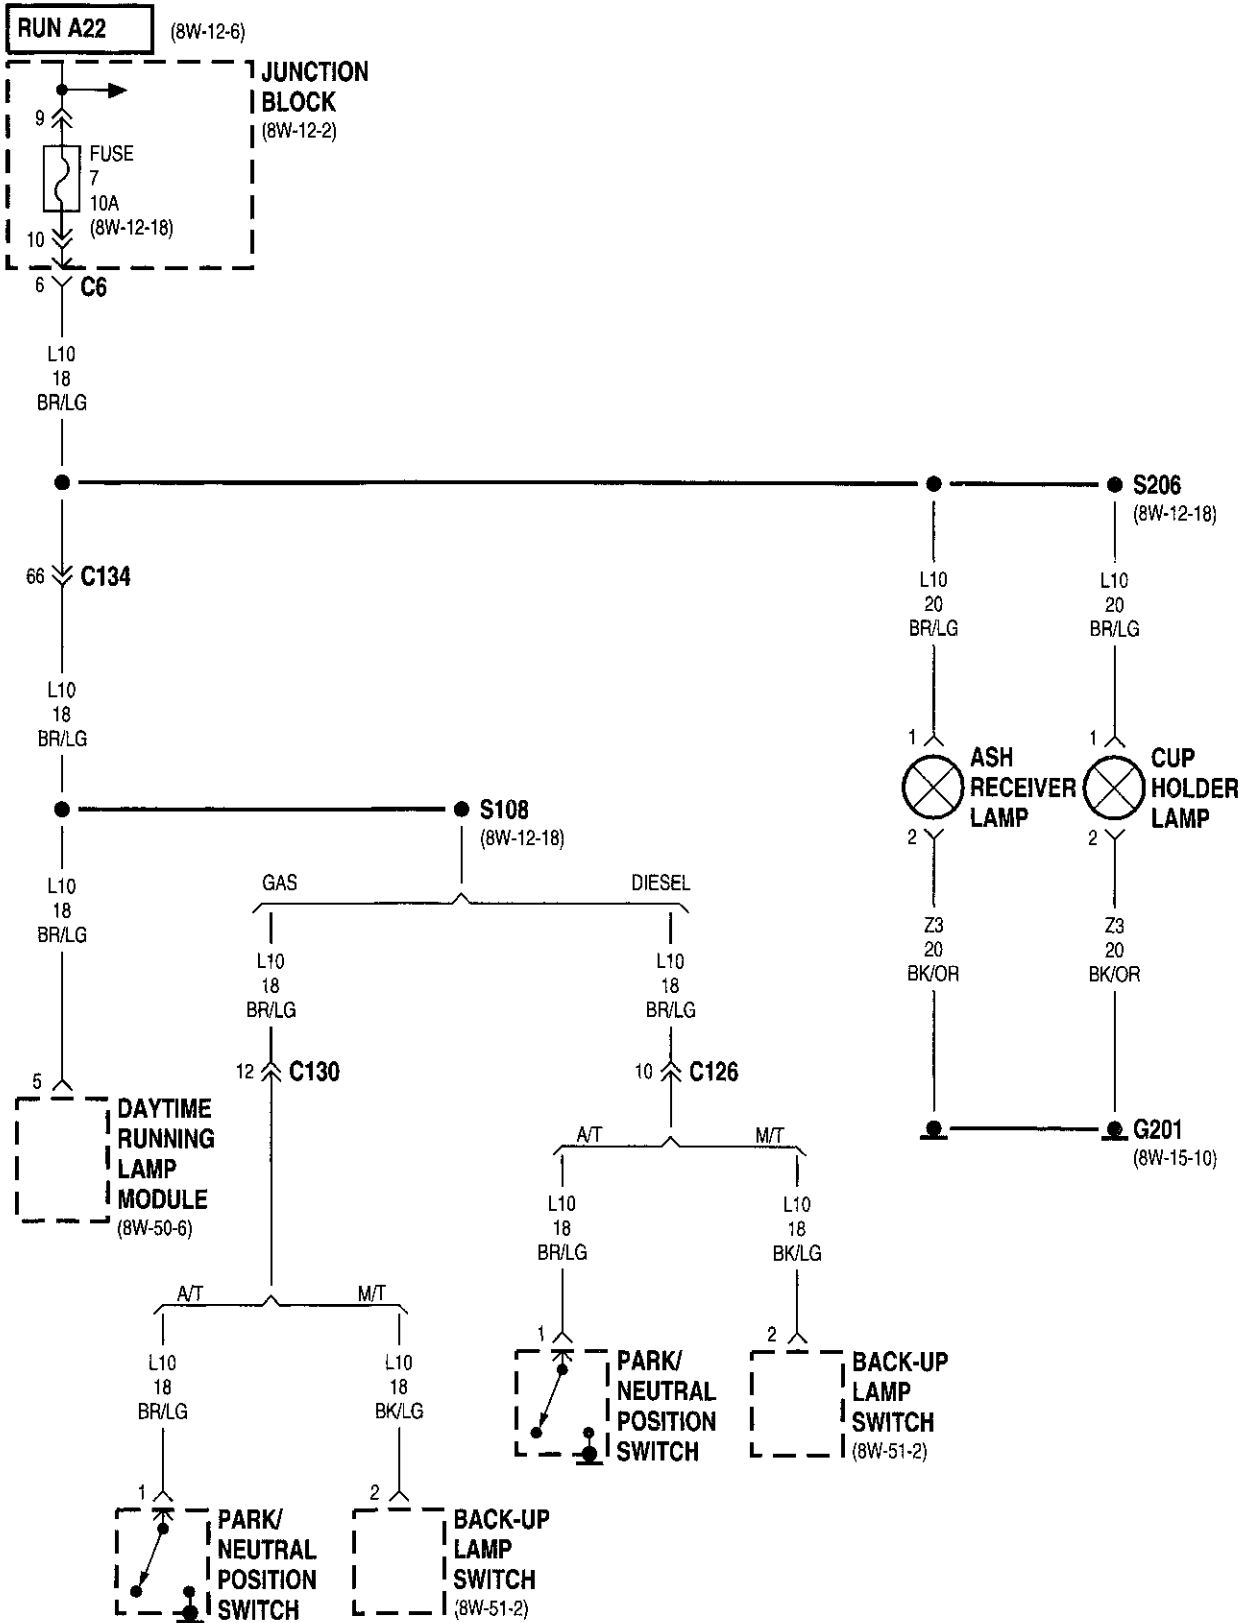 RUN A22
(8W-12-6)
JUNCTION
BLOCK
(8W-12-2)
9
FUSE
7
10A
(8W-12-18)
10
6
C6
L10
18
BR/LG
S206
(8W-12-18)
66
C134
L10
20
BR/LG
L10
20
BR/LG
L10
18
BR/LG
1
ASH
RECEIVER
LAMP
2
1
CUP
HOLDER
LAMP
2
S108
(8W-12-18)
L10
18
BR/LG
GAS
DIESEL
Z3
20
BK/OR
Z3
20
BK/OR
L10
18
BR/LG
L10
18
BR/LG
12
C130
10
C126
5
DAYTIME
RUNNING
LAMP
MODULE
(8W-50-6)
A/T
M/T
G201
(8W-15-10)
L10
18
BR/LG
L10
18
BK/LG
A/T
M/T
1
PARK/
NEUTRAL
POSITION
SWITCH
2
BACK-UP
LAMP
SWITCH
(8W-51-2)
L10
18
BR/LG
L10
18
BK/LG
1
PARK/
NEUTRAL
POSITION
SWITCH
2
BACK-UP
LAMP
SWITCH
(8W-51-2)